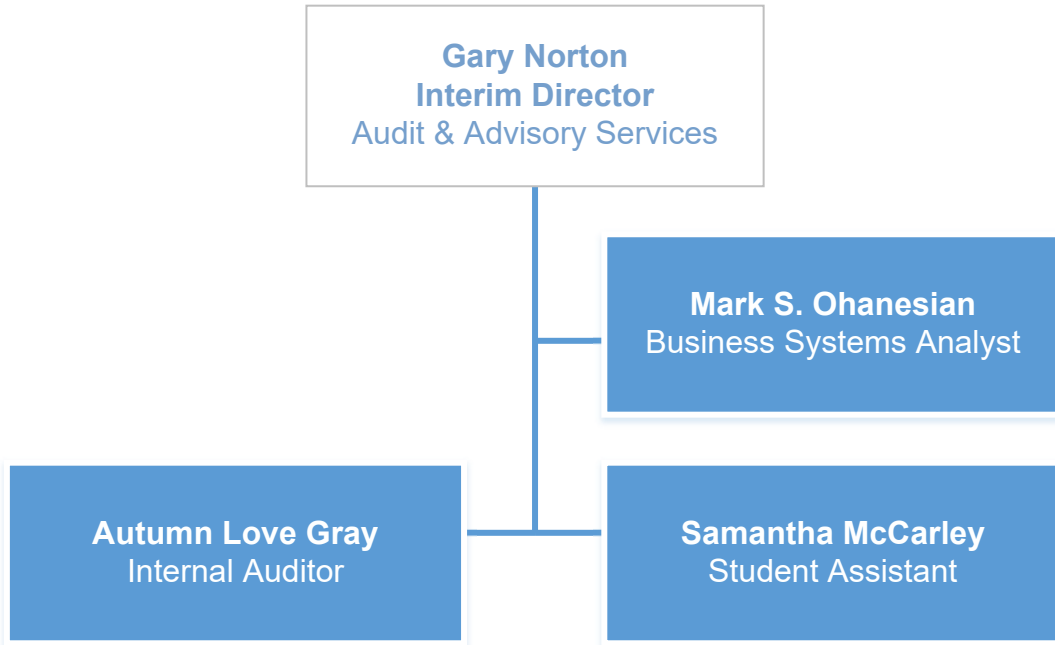 Gary Norton
Interim Director
Audit & Advisory Services
Mark S. Ohanesian
Business Systems Analyst
Autumn Love Gray
Internal Auditor
Samantha McCarley
Student Assistant